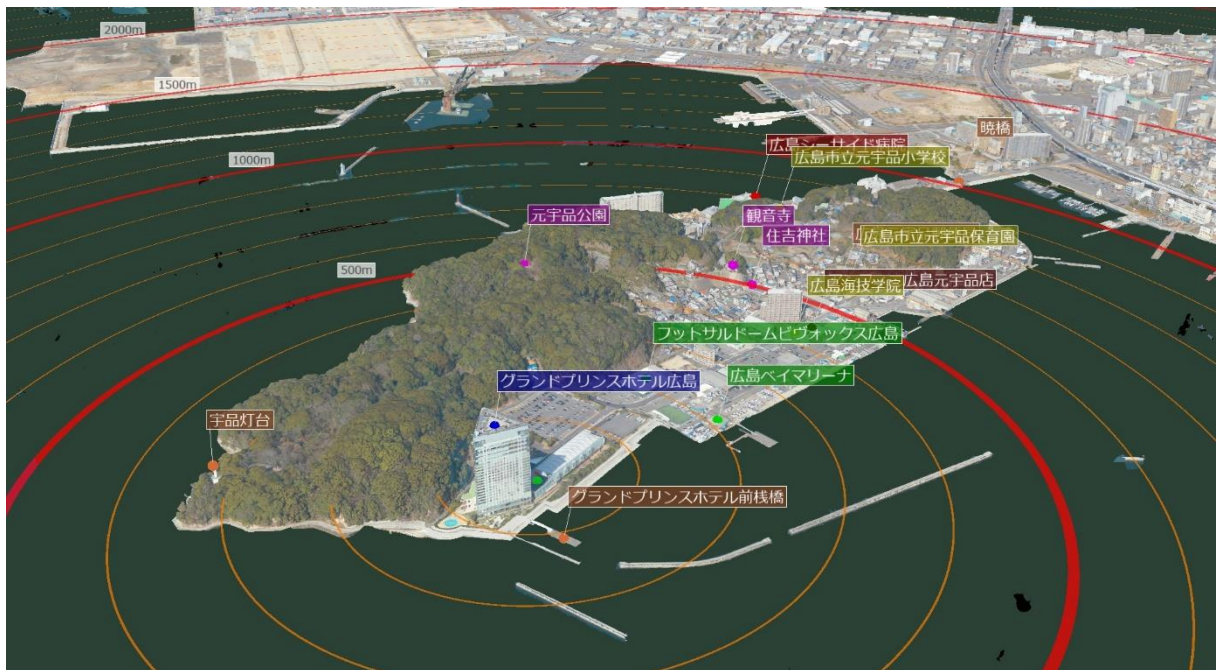 2000m
1500m
暁橋
広島シーサイド病院
1000m
広島市立元宇品小学校
元宇品公園
観音寺
住吉神社
広島市立元宇品保育園
500m
広島海技学院
広島元宇品店
フットサルドームビヴォックス広島
グランドプリンスホテル広島
広島ベイマリーナ
宇品灯台
グランドプリンスホテル前桟橋